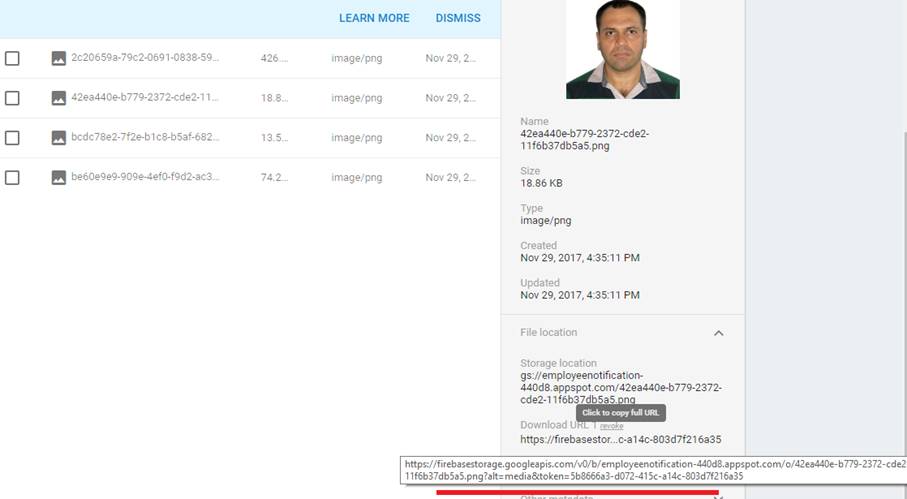 LEARN MORE DISMISS
2c20659a-79c2-0691-0838-59... 426.... image/png Nov 29, 2...
42ea440e-b779-2372-cde2-11... 18.8... image/png Nov 29, 2...
bcdc78e2-7f2e-b1c8-b5af-682... 13.5... image/png Nov 29, 2...
be60e9e9-909e-4ef0-f9d2-ac3... 74.2... image/png Nov 29, 2...
Name
42ea440e-b779-2372-cde2-
11f6b37db5a5.png
Size
18.86 KB
Type
image/png
Created
Nov 29, 2017, 4:35:11 PM
Updated
Nov 29, 2017, 4:35:11 PM
File location
Storage location
gs://employeenotification-
440d8.appspot.com/42ea440e-b779-2372-
cde2-11f6b37db5a5.png
Click to copy full URL
Download URL 1 revoke
https://firebasestor...c-a14c-803d7f216a35
https://firebasestorage.googleapis.com/v0/b/employeenotification-440d8.appspot.com/o/42ea440e-b779-2372-cde2
11f6b37db5a5.png?alt=media&token=5b8666a3-d072-415c-a14c-803d7f216a35
Other metadata